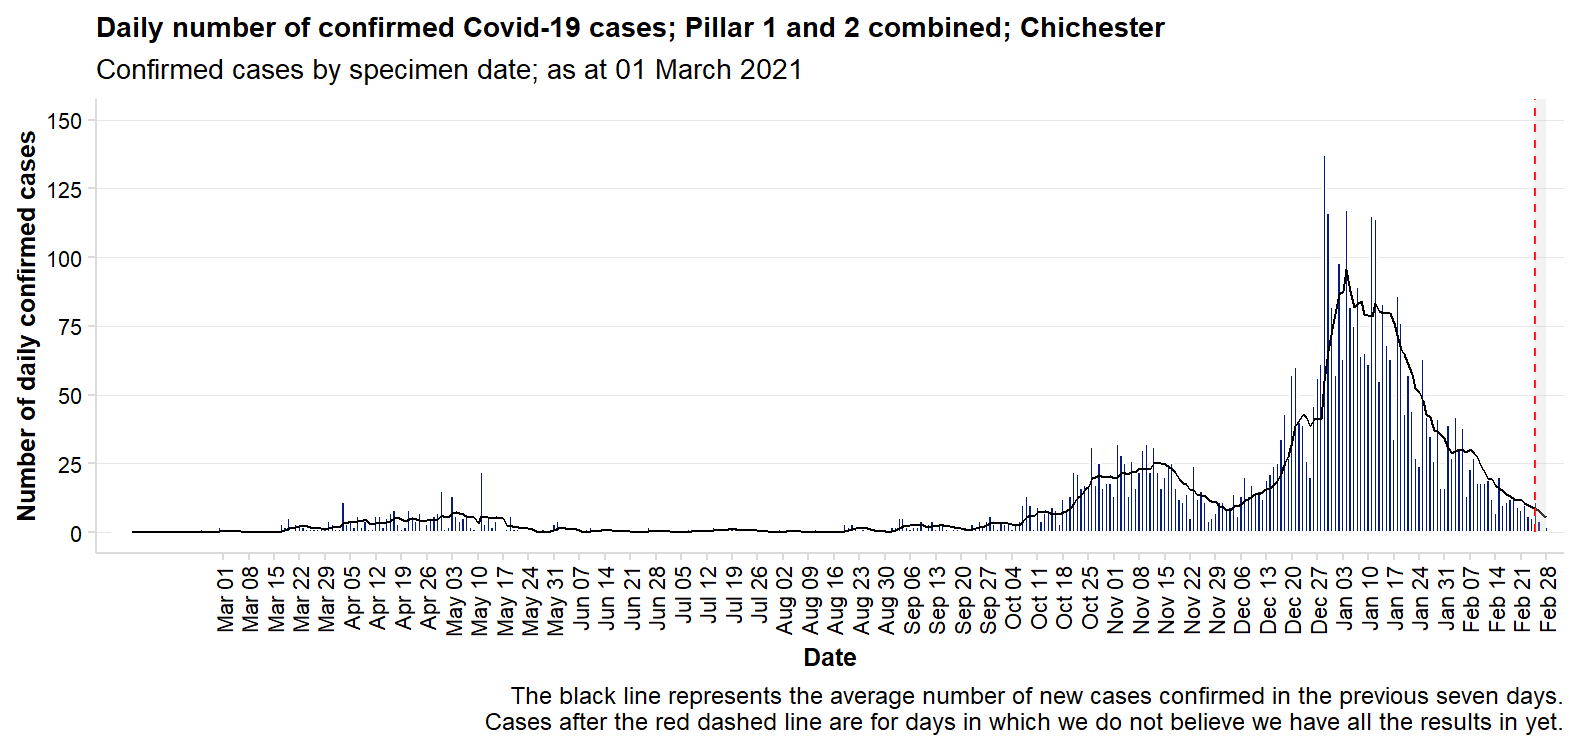 Daily number of confirmed Covid-19 cases; Pillar 1 and 2 combined; Chichester
Confirmed cases by specimen date; as at 01 March 2021
Number of daily confirmed cases
150
125
100
75
50
25
0
Mar 01
Mar 08
Mar 15
Mar 22
Mar 29
Apr 05
Apr 12
Apr 19
Apr 26
May 03
May 10
May 17
May 24
May 31
Jun 07
Jun 14
Jun 21
Jun 28
Jul 05
Jul 12
Jul 19
Jul 26
Aug 02
Aug 09
Aug 16
Aug 23
Aug 30
Sep 06
Sep 13
Sep 20
Sep 27
Oct 04
Oct 11
Oct 18
Oct 25
Nov 01
Nov 08
Nov 15
Nov 22
Nov 29
Dec 06
Dec 13
Dec 20
Dec 27
Jan 03
Jan 10
Jan 17
Jan 24
Jan 31
Feb 07
Feb 14
Feb 21
Feb 28
Date
The black line represents the average number of new cases confirmed in the previous seven days.
Cases after the red dashed line are for days in which we do not believe we have all the results in yet.